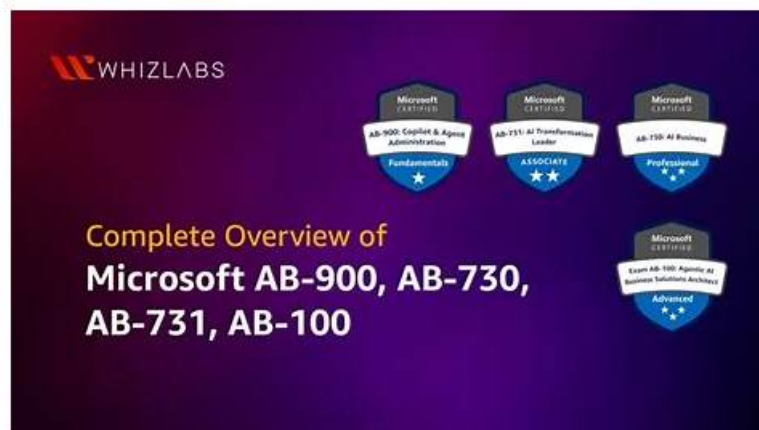 WHIZLABS
Microsoft
CERTIFIED
AB-900: Copilot & Agent
Administration
Fundamentals
Microsoft
CERTIFIED
AB-731: AI Transformation
Leader
ASSOCIATE
Microsoft
CERTIFIED
AB-730: AI Business
Professional
Complete Overview of
Microsoft AB-900, AB-730,
AB-731, AB-100
Microsoft
CERTIFIED
Exam AB-100: Agentic AI
Business Solutions Architect
Advanced